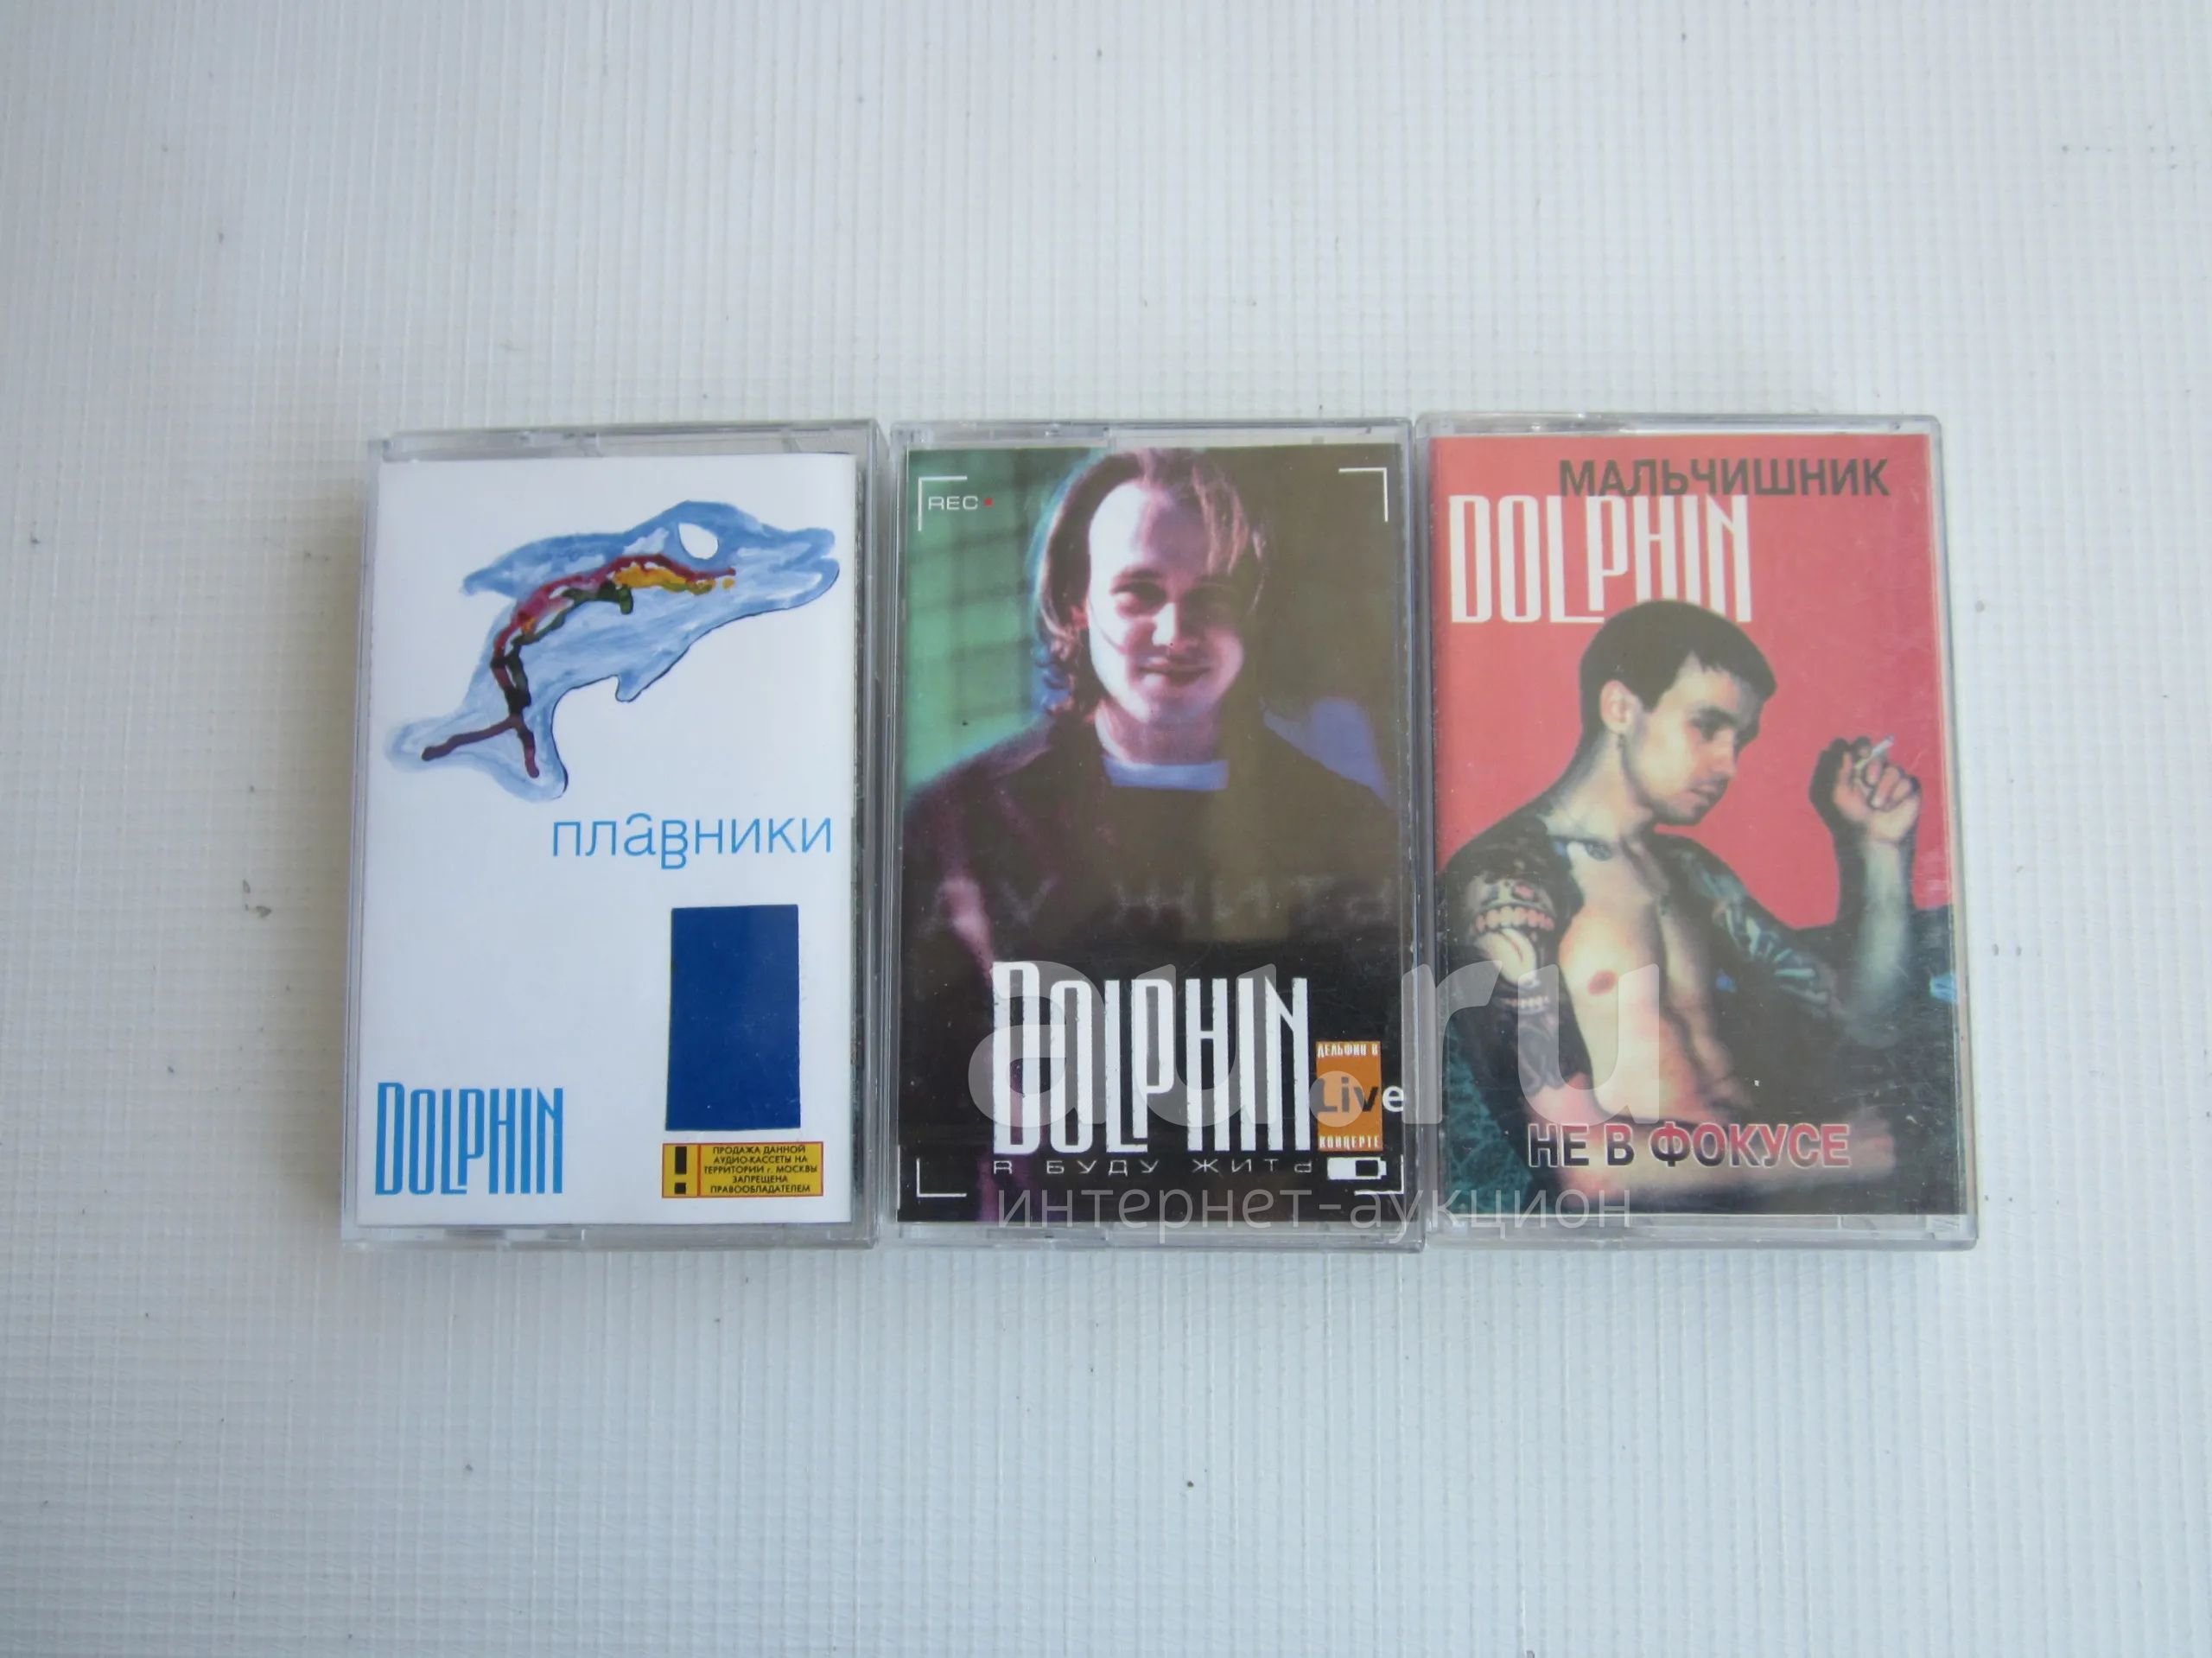 плавники
DOLPHIN
ПРОДАЖА ДАННОЙ
АУДИО-КАССЕТЫ НА
ТЕРРИТОРИИ г. МОСКВЫ
ЗАПРЕЩЕНА
ПРАВООБЛАДАТЕЛЕМ
REC
У ЖИТЬ
DOLPHIN
ДЕЛЬФИН В
Live
КОНЦЕРТЕ
Я БУДУ ЖИТЬ
МАЛЬЧИШНИК
DOLPHIN
НЕ В ФОКУСЕ
au.ru
интернет-аукцион